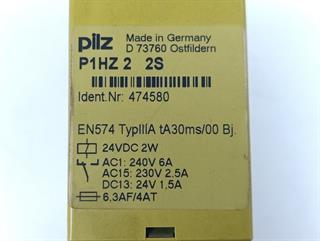 pilz
Made in Germany
D 73760 Ostfildern
P1HZ 2 2S
Ident.Nr: 474580
EN574 TypIIIA tA30ms/00 Bj.
24VDC 2W
AC1: 240V 6A
AC15: 230V 2.5A
DC13: 24V 1.5A
6,3AF/4AT